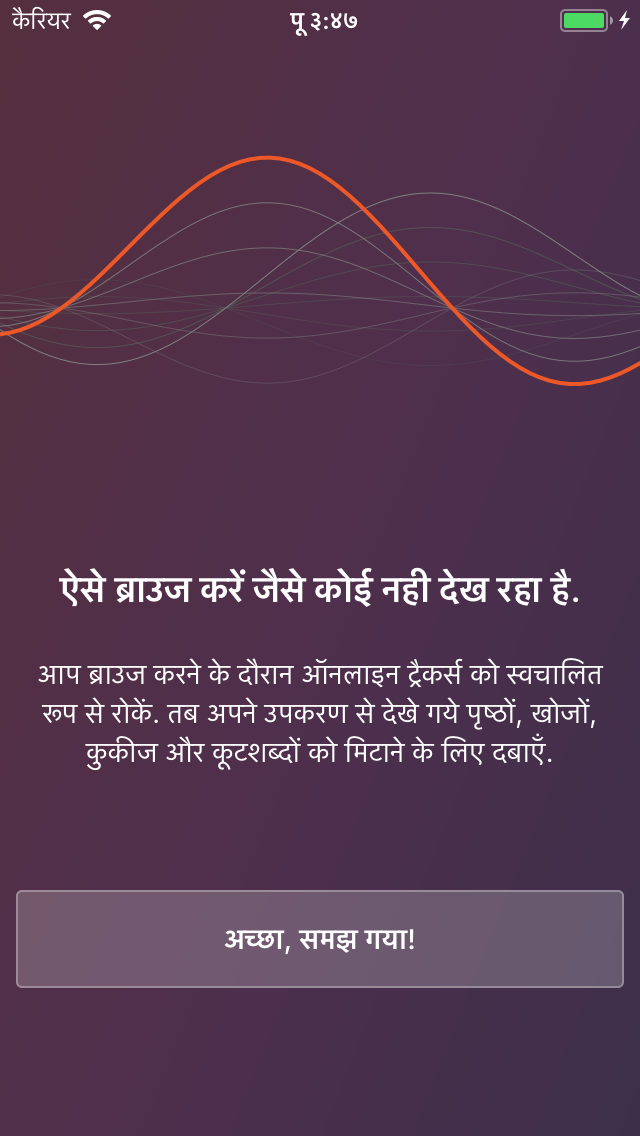 कैरियर
पू ३:४७
ऐसे ब्राउज करें जैसे कोई नही देख रहा है.
आप ब्राउज करने के दौरान ऑनलाइन ट्रैकर्स को स्वचालित
रूप से रोकें. तब अपने उपकरण से देखे गये पृष्ठों, खोजों,
कुकीज और कूटशब्दों को मिटाने के लिए दबाएँ.
अच्छा, समझ गया!